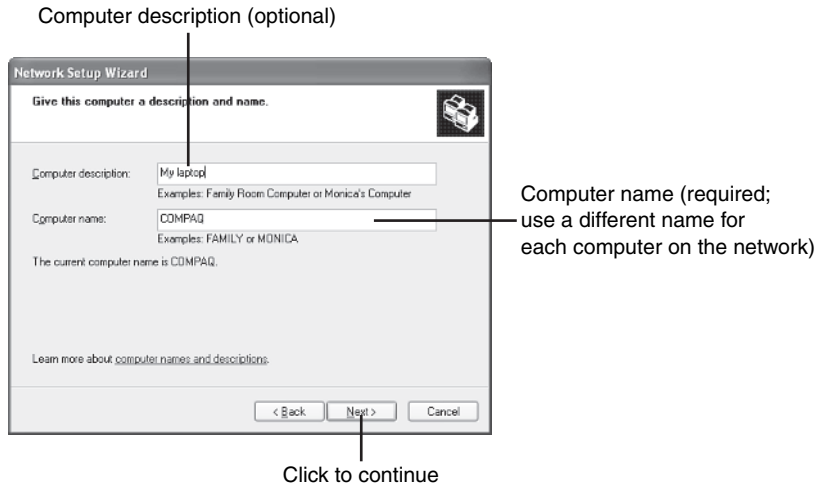 Computer description (optional)
Network Setup Wizard
Give this computer a description and name.
Computer description: My laptop
Examples: Family Room Computer or Monica's Computer
Computer name: COMPAQ
Examples: FAMILY or MONICA
The current computer name is COMPAQ.
Computer name (required;
use a different name for
each computer on the network)
Learn more about computer names and descriptions.
< Back Next > Cancel
Click to continue